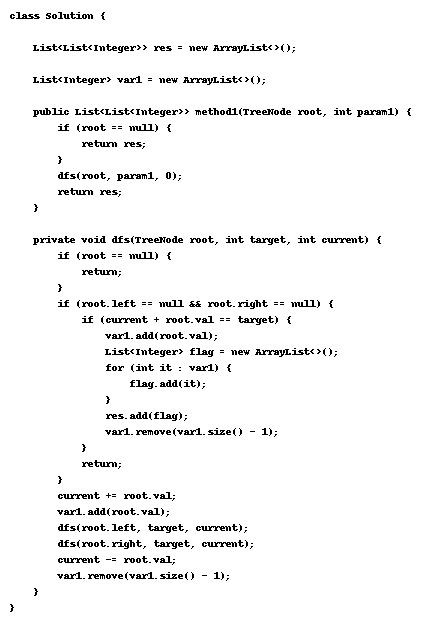 class Solution {
    List<List<Integer>> res = new ArrayList<>();
    List<Integer> var1 = new ArrayList<>();
    public List<List<Integer>> method1(TreeNode root, int param1) {
        if (root == null) {
            return res;
        }
        dfs(root, param1, 0);
        return res;
    }
    private void dfs(TreeNode root, int target, int current) {
        if (root == null) {
            return;
        }
        if (root.left == null && root.right == null) {
            if (current + root.val == target) {
                var1.add(root.val);
                List<Integer> flag = new ArrayList<>();
                for (int it : var1) {
                    flag.add(it);
                }
                res.add(flag);
                var1.remove(var1.size() - 1);
            }
            return;
        }
        current += root.val;
        var1.add(root.val);
        dfs(root.left, target, current);
        dfs(root.right, target, current);
        current -= root.val;
        var1.remove(var1.size() - 1);
    }
}